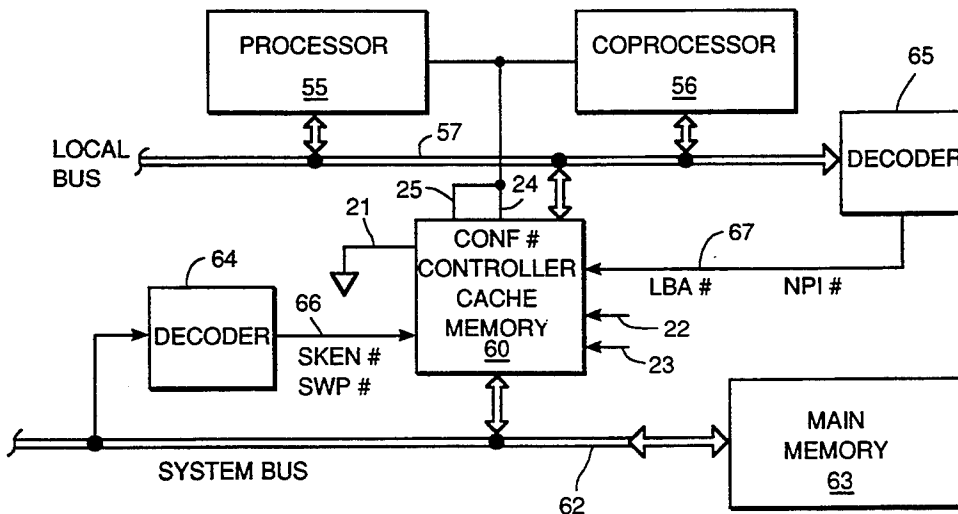 PROCESSOR
55
COPROCESSOR
56
65
57
LOCAL
BUS
DECODER
25
24
21
CONF #
CONTROLLER
CACHE
MEMORY
60
67
LBA #
NPI #
64
DECODER
66
SKEN #
SWP #
22
23
MAIN
MEMORY
63
SYSTEM BUS
62